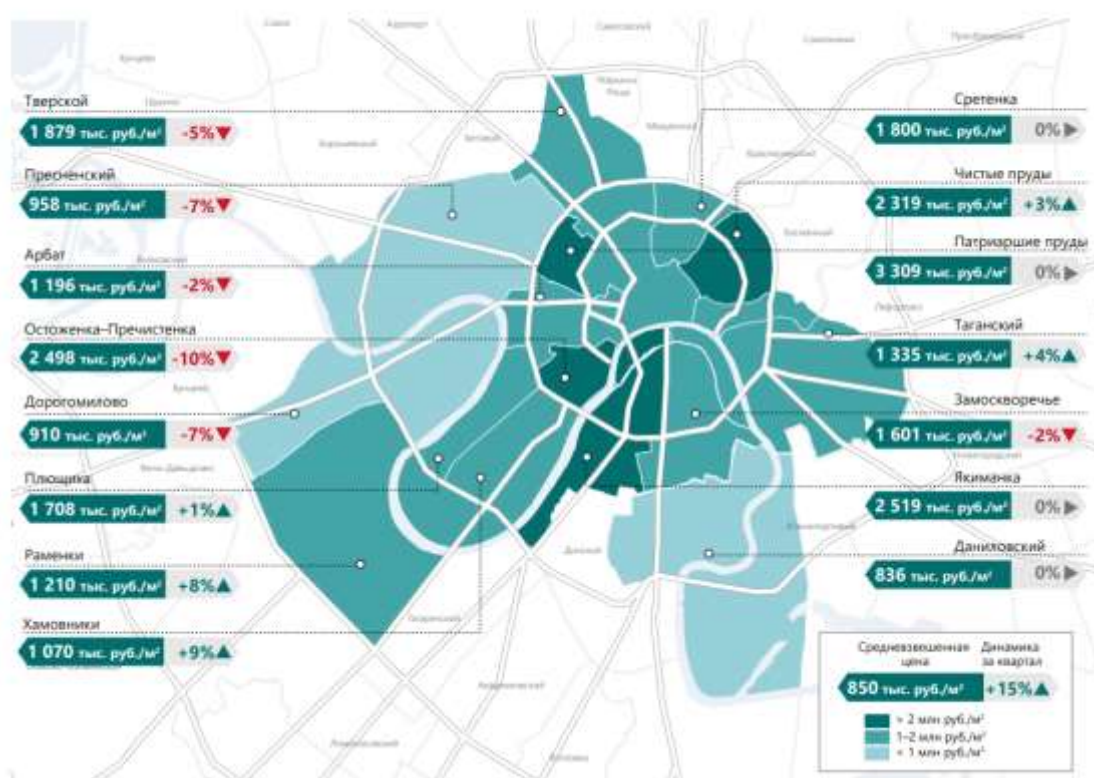 Тверской
1 879 тыс. руб./м² -5%▼
Пресненский
958 тыс. руб./м² -7%▼
Арбат
1 196 тыс. руб./м² -2%▼
Остоженка–Пречистенка
2 498 тыс. руб./м² -10%▼
Дорогомилово
910 тыс. руб./м² -7%▼
Плющиха
1 708 тыс. руб./м² +1%▲
Раменки
1 210 тыс. руб./м² +8%▲
Хамовники
1 070 тыс. руб./м² +9%▲
Сретенка
1 800 тыс. руб./м² 0%▶
Чистые пруды
2 319 тыс. руб./м² +3%▲
Патриаршие пруды
3 309 тыс. руб./м² 0%▶
Таганский
1 335 тыс. руб./м² +4%▲
Замоскворечье
1 601 тыс. руб./м² -2%▼
Якиманка
2 519 тыс. руб./м² 0%▶
Даниловский
836 тыс. руб./м² 0%▶
Средневзвешенная цена
Динамика за квартал
850 тыс. руб./м² +15%▲
> 2 млн руб./м²
1–2 млн руб./м²
< 1 млн руб./м²